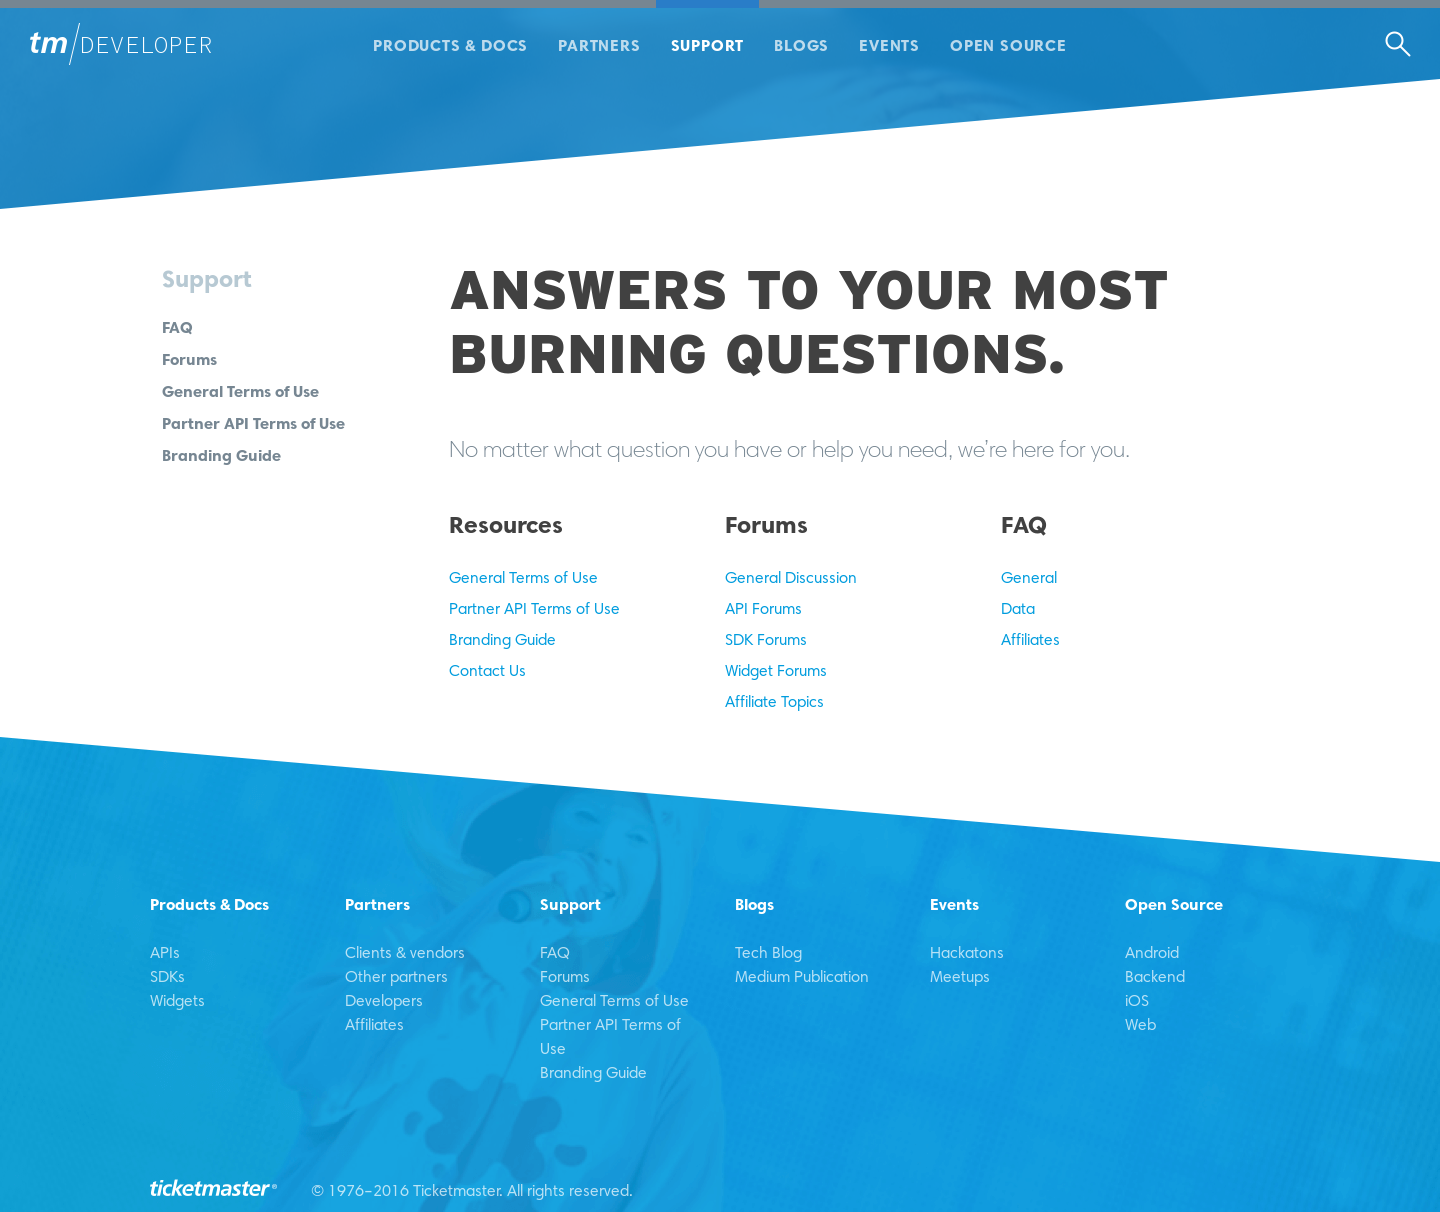 tm/DEVELOPER
PRODUCTS & DOCS PARTNERS SUPPORT BLOGS EVENTS OPEN SOURCE
Support
FAQ
Forums
General Terms of Use
Partner API Terms of Use
Branding Guide
ANSWERS TO YOUR MOST
BURNING QUESTIONS.
No matter what question you have or help you need, we’re here for you.
Resources
General Terms of Use
Partner API Terms of Use
Branding Guide
Contact Us
Forums
General Discussion
API Forums
SDK Forums
Widget Forums
Affiliate Topics
FAQ
General
Data
Affiliates
Products & Docs
APIs
SDKs
Widgets
Partners
Clients & vendors
Other partners
Developers
Affiliates
Support
FAQ
Forums
General Terms of Use
Partner API Terms of
Use
Branding Guide
Blogs
Tech Blog
Medium Publication
Events
Hackatons
Meetups
Open Source
Android
Backend
iOS
Web
ticketmaster®
© 1976–2016 Ticketmaster. All rights reserved.